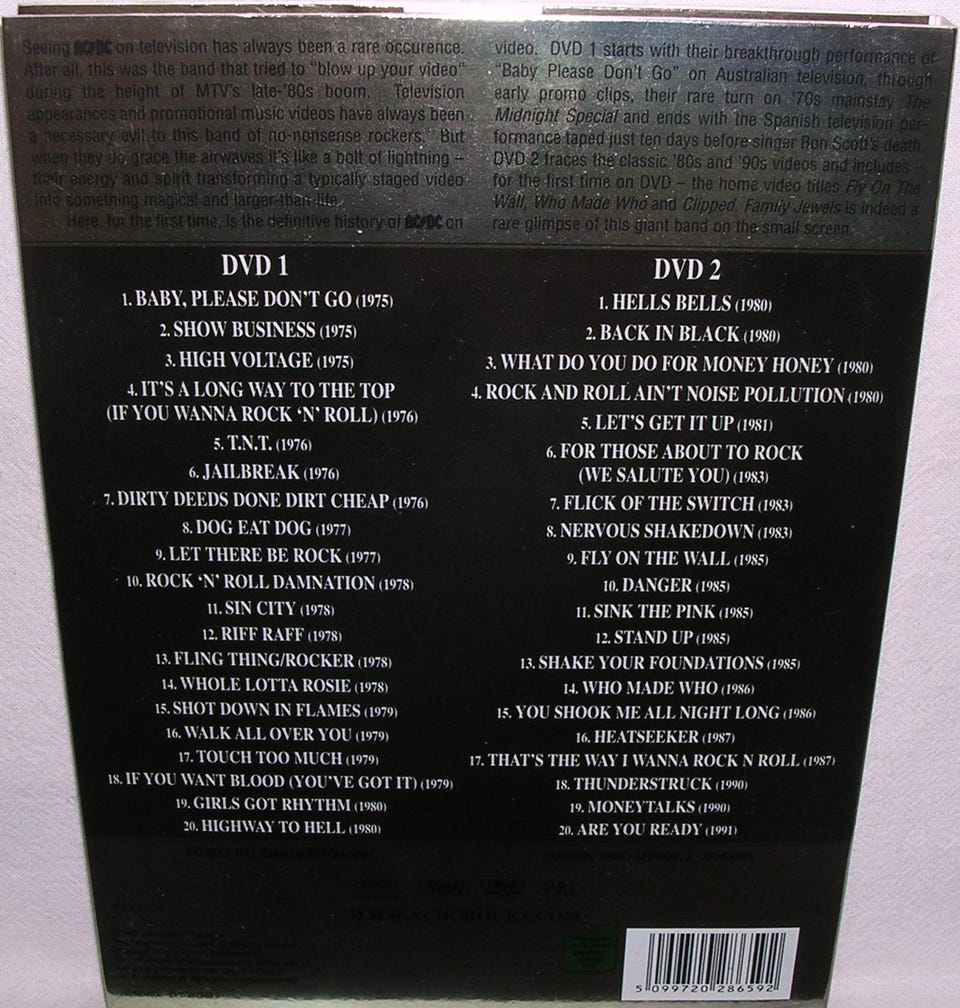 Seeing AC/DC on television has always been a rare occurence.
After all, this was the band that tried to "blow up your video"
during the height of MTV's late-'80s boom. Television
appearances and promotional music videos have always been
a necessary evil to this band of no-nonsense rockers. But
when they do grace the airwaves it's like a bolt of lightning –
their energy and spirit transforming a typically staged video
into something magical and larger-than-life.
Here, for the first time, is the definitive history of AC/DC on
video. DVD 1 starts with their breakthrough performance of
"Baby Please Don't Go" on Australian television, through
early promo clips, their rare turn on '70s mainstay The
Midnight Special and ends with the Spanish television per-
formance taped just ten days before singer Bon Scott's death.
DVD 2 traces the classic '80s and '90s videos and includes –
for the first time on DVD – the home video titles Fly On The
Wall, Who Made Who and Clipped. Family Jewels is indeed a
rare glimpse of this giant band on the small screen.
DVD 1
1. BABY, PLEASE DON'T GO (1975)
2. SHOW BUSINESS (1975)
3. HIGH VOLTAGE (1975)
4. IT'S A LONG WAY TO THE TOP
(IF YOU WANNA ROCK 'N' ROLL) (1976)
5. T.N.T. (1976)
6. JAILBREAK (1976)
7. DIRTY DEEDS DONE DIRT CHEAP (1976)
8. DOG EAT DOG (1977)
9. LET THERE BE ROCK (1977)
10. ROCK 'N' ROLL DAMNATION (1978)
11. SIN CITY (1978)
12. RIFF RAFF (1978)
13. FLING THING/ROCKER (1978)
14. WHOLE LOTTA ROSIE (1978)
15. SHOT DOWN IN FLAMES (1979)
16. WALK ALL OVER YOU (1979)
17. TOUCH TOO MUCH (1979)
18. IF YOU WANT BLOOD (YOU'VE GOT IT) (1979)
19. GIRLS GOT RHYTHM (1980)
20. HIGHWAY TO HELL (1980)
DVD 2
1. HELLS BELLS (1980)
2. BACK IN BLACK (1980)
3. WHAT DO YOU DO FOR MONEY HONEY (1980)
4. ROCK AND ROLL AIN'T NOISE POLLUTION (1980)
5. LET'S GET IT UP (1981)
6. FOR THOSE ABOUT TO ROCK
(WE SALUTE YOU) (1983)
7. FLICK OF THE SWITCH (1983)
8. NERVOUS SHAKEDOWN (1983)
9. FLY ON THE WALL (1985)
10. DANGER (1985)
11. SINK THE PINK (1985)
12. STAND UP (1985)
13. SHAKE YOUR FOUNDATIONS (1985)
14. WHO MADE WHO (1986)
15. YOU SHOOK ME ALL NIGHT LONG (1986)
16. HEATSEEKER (1987)
17. THAT'S THE WAY I WANNA ROCK N ROLL (1987)
18. THUNDERSTRUCK (1990)
19. MONEYTALKS (1990)
20. ARE YOU READY (1991)
DVD PAL
WWW.ACDCROCKS.COM
5 099720 286592